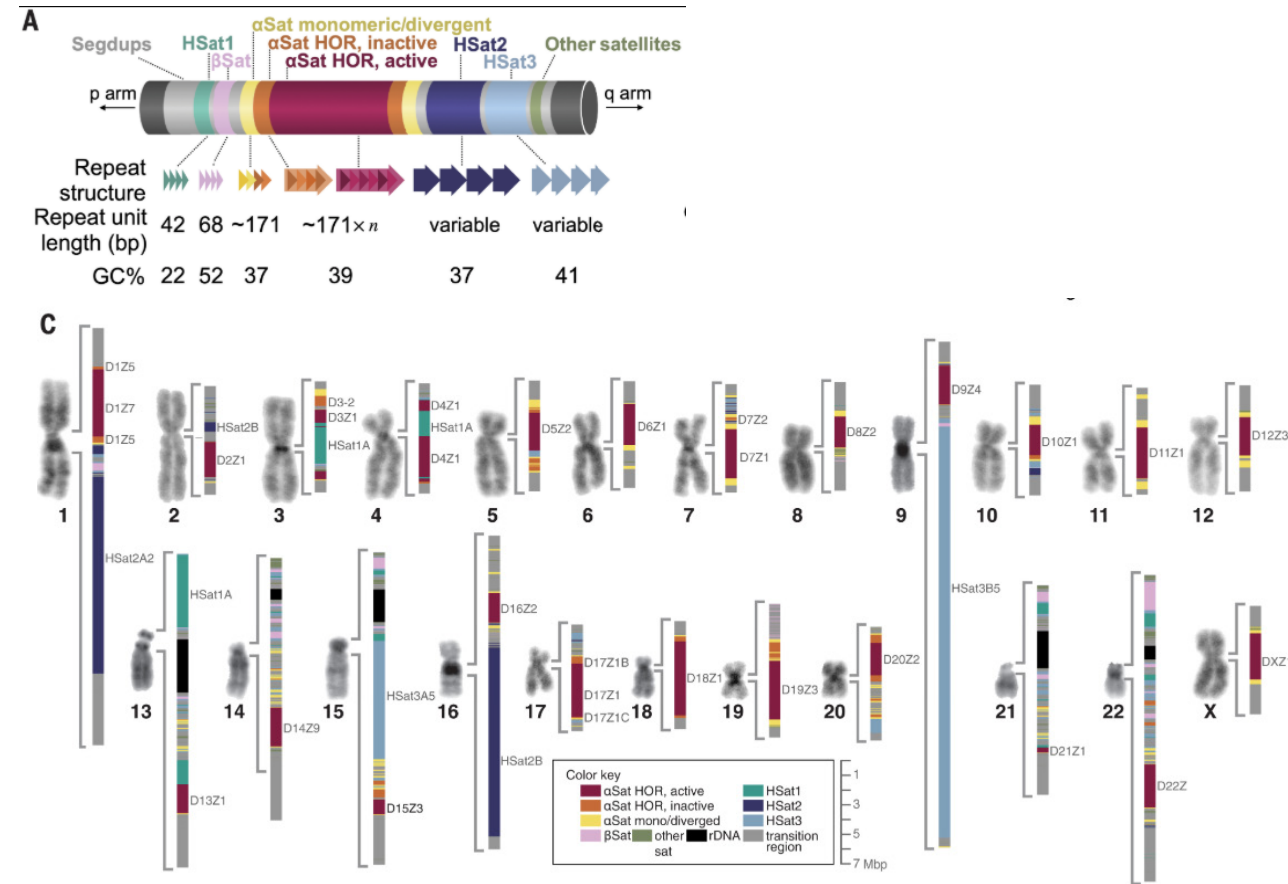 A
Segdups
HSat1
βSat
αSat monomeric/divergent
αSat HOR, inactive
αSat HOR, active
HSat2
HSat3
Other satellites
p arm
q arm
Repeat
structure
Repeat unit
length (bp)
42 68 ~171 ~171×n variable variable
GC% 22 52 37 39 37 41
C
D1Z5
D1Z7
D1Z5
HSat2A2
1
HSat2B
D2Z1
2
D3-2
D3Z1
HSat1A
3
D4Z1
HSat1A
D4Z1
4
D5Z2
5
D6Z1
6
D7Z2
D7Z1
7
D8Z2
8
D9Z4
HSat3B5
9
D10Z1
10
D11Z1
11
D12Z3
12
HSat1A
D13Z1
13
D14Z9
14
HSat3A5
D15Z3
15
D16Z2
HSat2B
16
D17Z1B
D17Z1
D17Z1C
17
D18Z1
18
D19Z3
19
D20Z2
20
D21Z1
21
D22Z
22
DXZ
X
Color key
αSat HOR, active
αSat HOR, inactive
αSat mono/diverged
βSat
other
sat
rDNA
HSat1
HSat2
HSat3
transition
region
1
3
5
7 Mbp